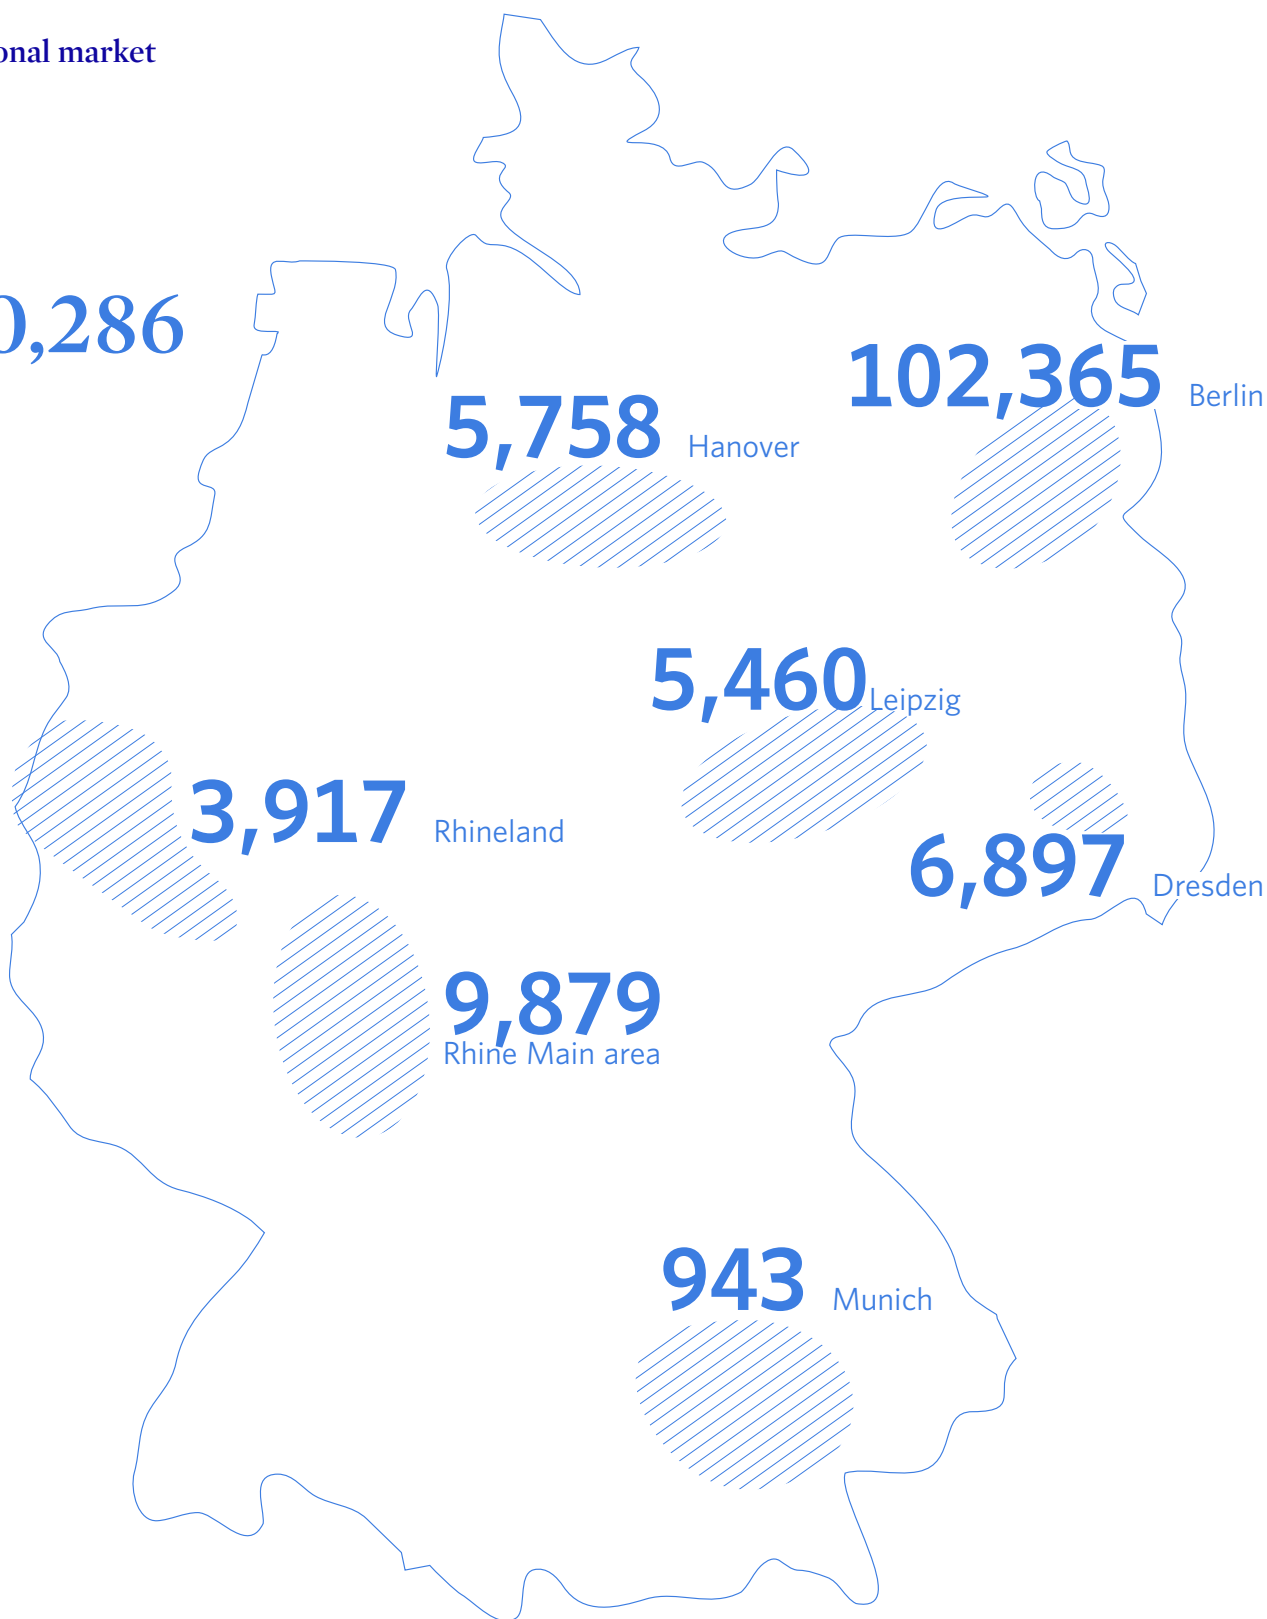 onal market
0,286
102,365 Berlin
5,758 Hanover
5,460 Leipzig
3,917 Rhineland
6,897 Dresden
9,879
Rhine Main area
943 Munich